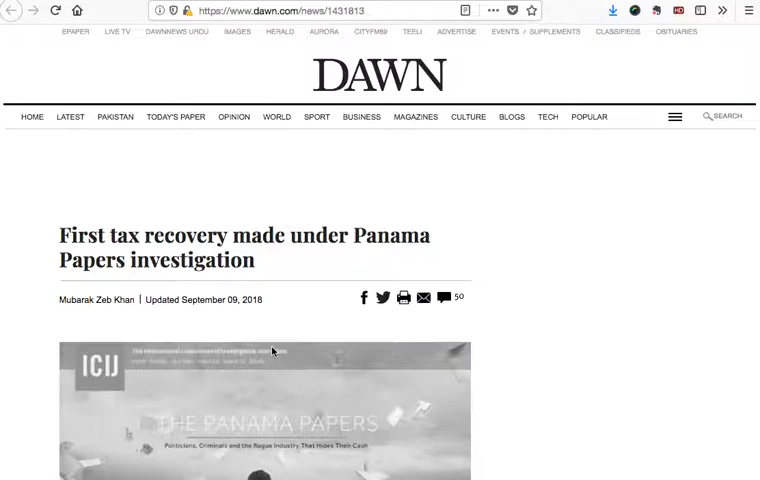 https://www.dawn.com/news/1431813
EPAPER LIVE TV DAWNNEWS URDU IMAGES HERALD AURORA CITYFM89 TEELI ADVERTISE EVENTS / SUPPLEMENTS CLASSIFIEDS OBITUARIES
DAWN
HOME LATEST PAKISTAN TODAY'S PAPER OPINION WORLD SPORT BUSINESS MAGAZINES CULTURE BLOGS TECH POPULAR SEARCH
First tax recovery made under Panama
Papers investigation
Mubarak Zeb Khan | Updated September 09, 2018 50
ICIJ
THE PANAMA PAPERS
Politicians, Criminals and the Rogue Industry That Hides Their Cash